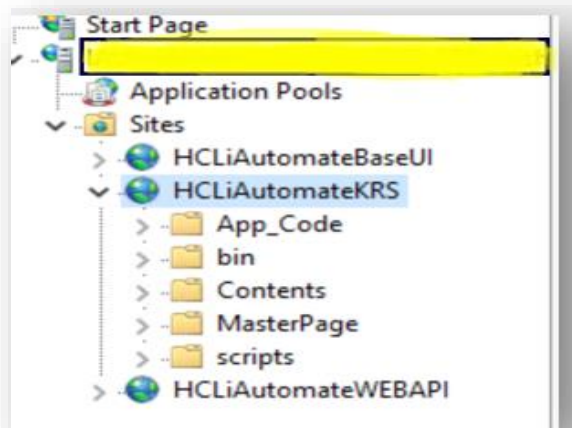 Start Page
Application Pools
Sites
HCLiAutomateBaseUI
HCLiAutomateKRS
App_Code
bin
Contents
MasterPage
scripts
HCLiAutomateWEBAPI